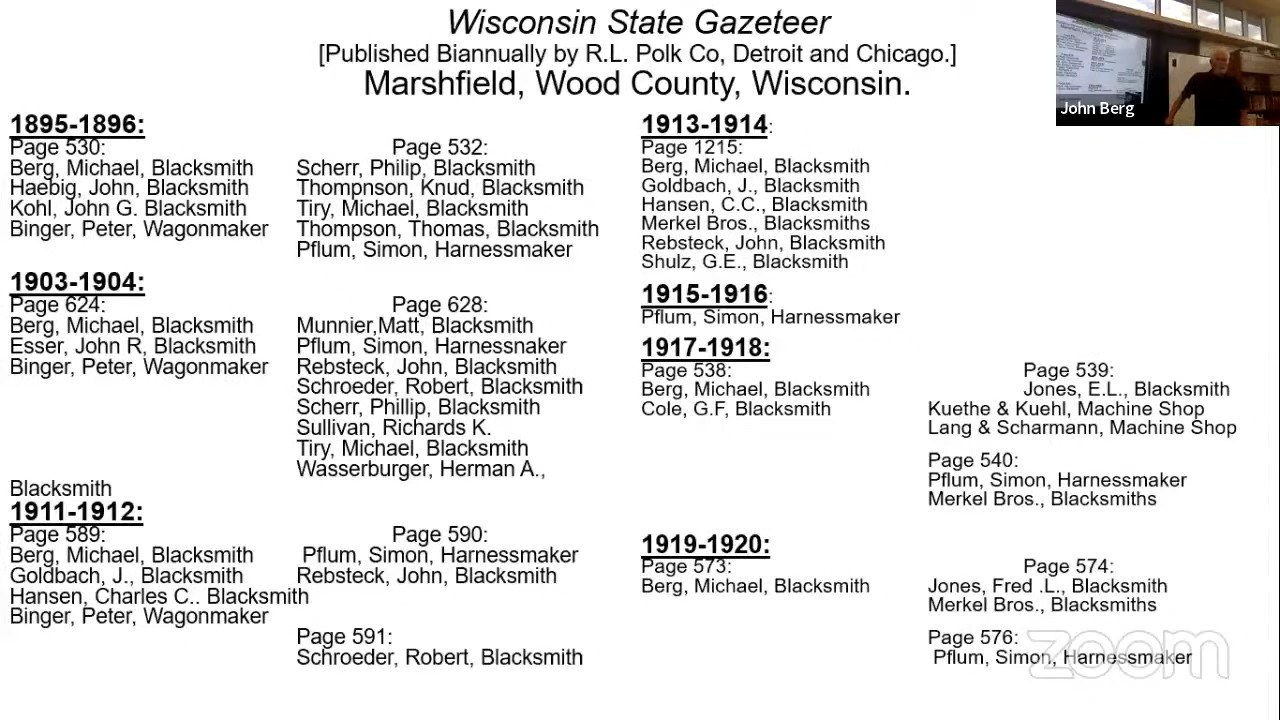 Wisconsin State Gazeteer
[Published Biannually by R.L. Polk Co, Detroit and Chicago.]
Marshfield, Wood County, Wisconsin.
John Berg
1895-1896:
Page 530:
Berg, Michael, Blacksmith
Haebig, John, Blacksmith
Kohl, John G. Blacksmith
Binger, Peter, Wagonmaker
Page 532:
Scherr, Philip, Blacksmith
Thompnson, Knud, Blacksmith
Tiry, Michael, Blacksmith
Thompson, Thomas, Blacksmith
Pflum, Simon, Harnessmaker
1903-1904:
Page 624:
Berg, Michael, Blacksmith
Esser, John R, Blacksmith
Binger, Peter, Wagonmaker
Page 628:
Munnier,Matt, Blacksmith
Pflum, Simon, Harnessnaker
Rebsteck, John, Blacksmith
Schroeder, Robert, Blacksmith
Scherr, Phillip, Blacksmith
Sullivan, Richards K.
Tiry, Michael, Blacksmith
Wasserburger, Herman A.,
Blacksmith
1911-1912:
Page 589:
Berg, Michael, Blacksmith
Goldbach, J., Blacksmith
Hansen, Charles C.. Blacksmith
Binger, Peter, Wagonmaker
Page 590:
Pflum, Simon, Harnessmaker
Rebsteck, John, Blacksmith
Page 591:
Schroeder, Robert, Blacksmith
1913-1914:
Page 1215:
Berg, Michael, Blacksmith
Goldbach, J., Blacksmith
Hansen, C.C., Blacksmith
Merkel Bros., Blacksmiths
Rebsteck, John, Blacksmith
Shulz, G.E., Blacksmith
1915-1916:
Pflum, Simon, Harnessmaker
1917-1918:
Page 538:
Berg, Michael, Blacksmith
Cole, G.F, Blacksmith
Page 539:
Jones, E.L., Blacksmith
Kuethe & Kuehl, Machine Shop
Lang & Scharmann, Machine Shop
Page 540:
Pflum, Simon, Harnessmaker
Merkel Bros., Blacksmiths
1919-1920:
Page 573:
Berg, Michael, Blacksmith
Page 574:
Jones, Fred .L., Blacksmith
Merkel Bros., Blacksmiths
Page 576:
Pflum, Simon, Harnessmaker
zoom